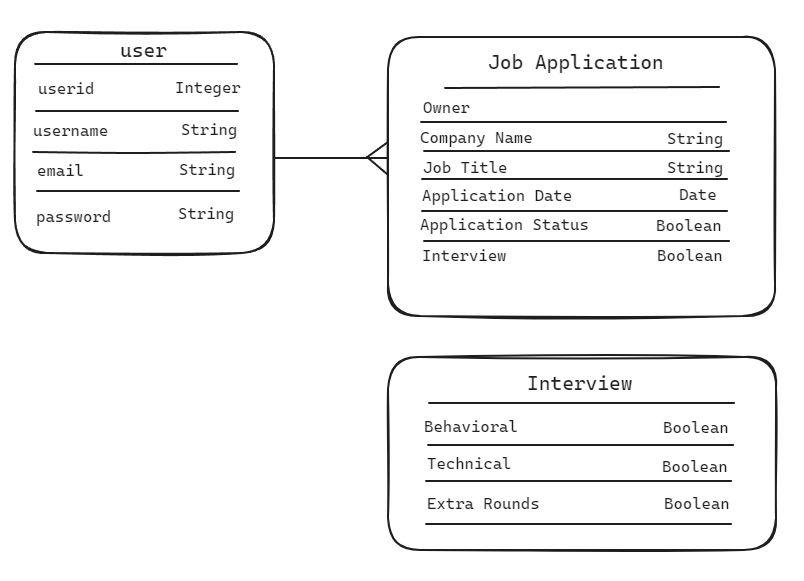 user
userid Integer
username String
email String
password String
Job Application
Owner
Company Name String
Job Title String
Application Date Date
Application Status Boolean
Interview Boolean
Interview
Behavioral Boolean
Technical Boolean
Extra Rounds Boolean